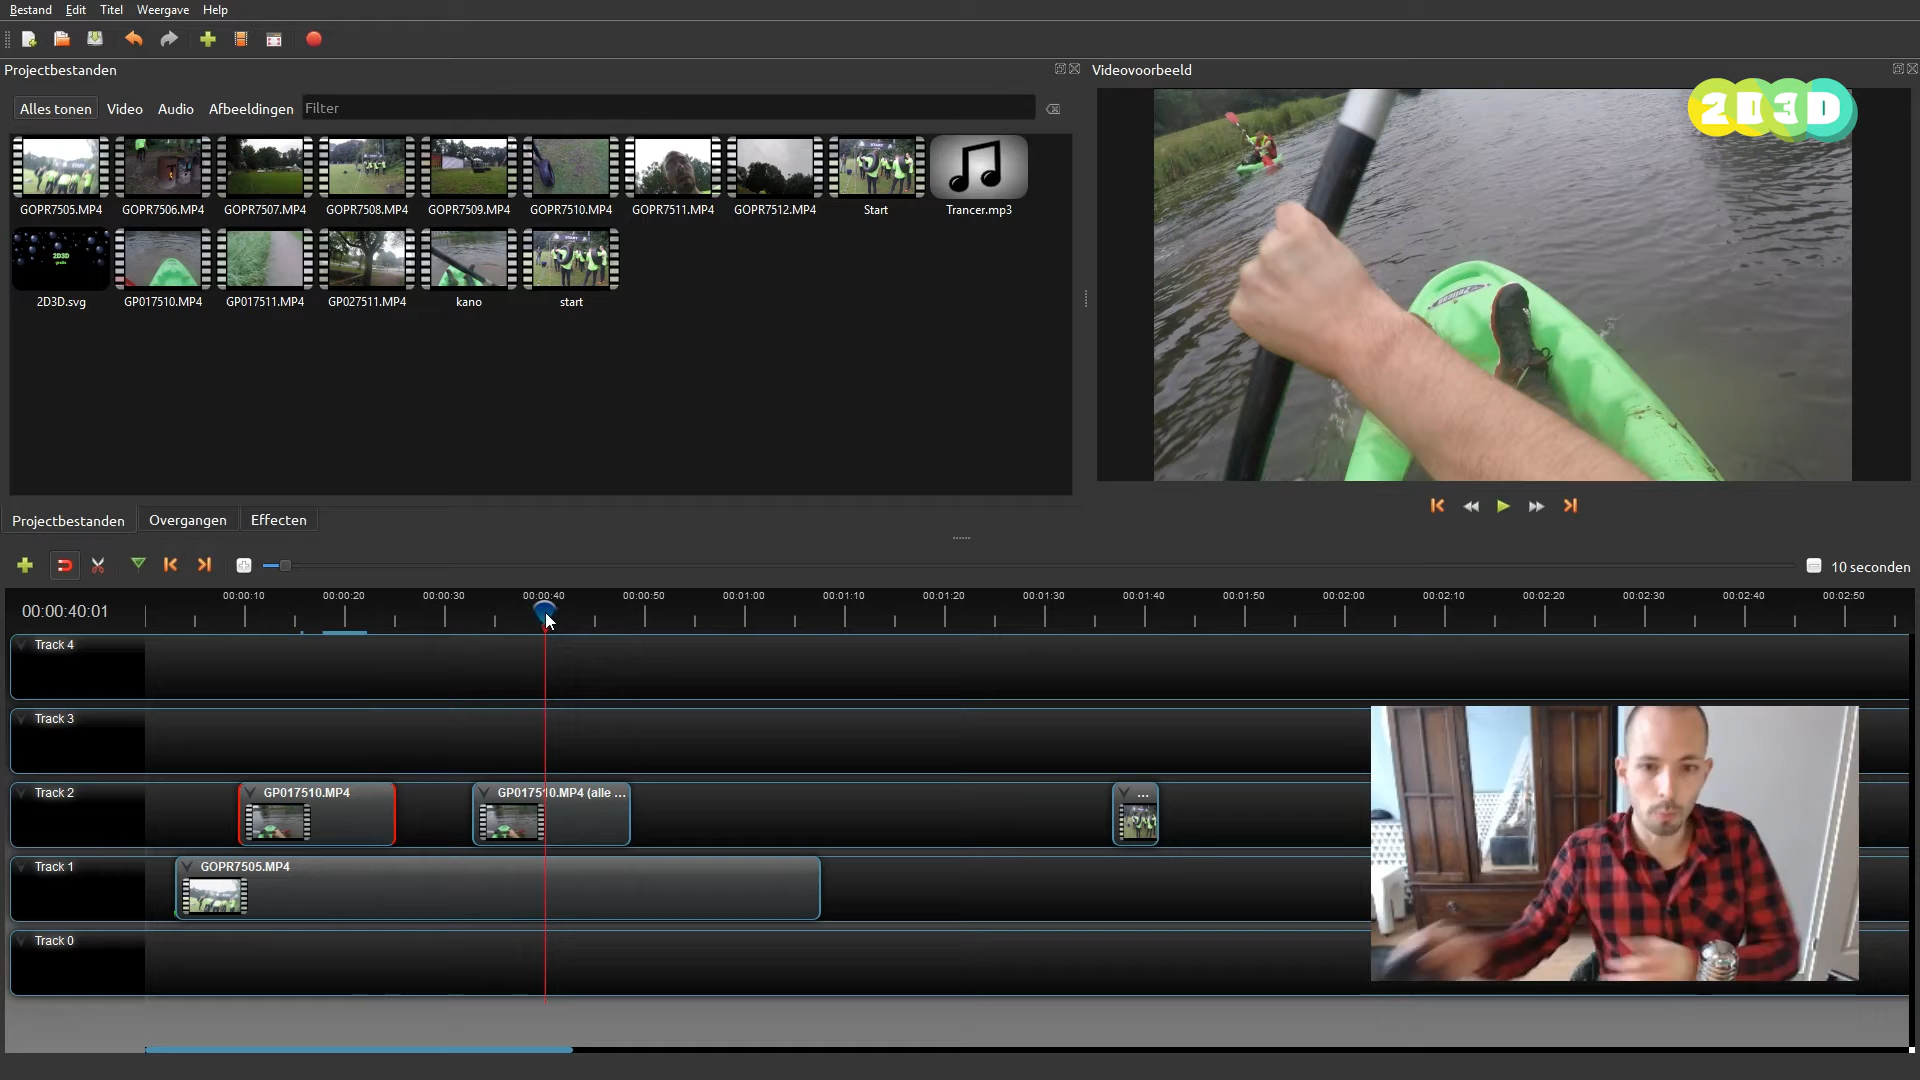 Bestand Edit Titel Weergave Help
Projectbestanden
Videovoorbeeld
2D3D
Alles tonen Video Audio Afbeeldingen Filter
GOPR7505.MP4 GOPR7506.MP4 GOPR7507.MP4 GOPR7508.MP4 GOPR7509.MP4 GOPR7510.MP4 GOPR7511.MP4 GOPR7512.MP4 Start Trancer.mp3
2D3D
2D3D.svg GP017510.MP4 GP017511.MP4 GP027511.MP4 kano start
Projectbestanden Overgangen Effecten
10 seconden
00:00:40:01
00:00:10 00:00:20 00:00:30 00:00:40 00:00:50 00:01:00 00:01:10 00:01:20 00:01:30 00:01:40 00:01:50 00:02:00 00:02:10 00:02:20 00:02:30 00:02:40 00:02:50
Track 4
Track 3
Track 2
GP017510.MP4
GP017510.MP4 (alle ...
...
Track 1
GOPR7505.MP4
Track 0